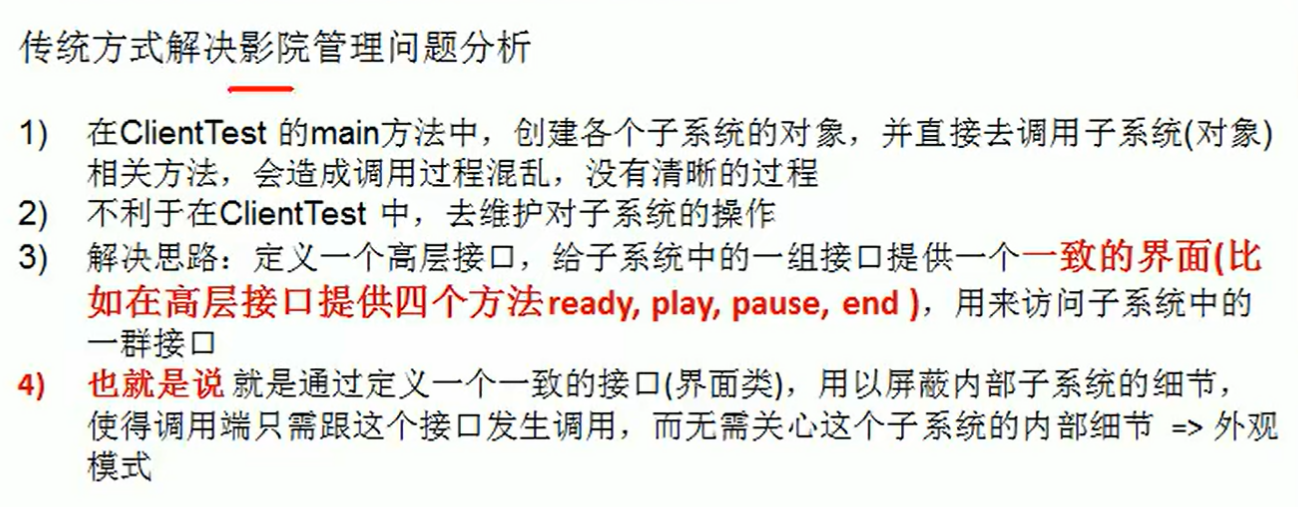 传统方式解决影院管理问题分析
1) 在ClientTest 的main方法中，创建各个子系统的对象，并直接去调用子系统(对象)
相关方法，会造成调用过程混乱，没有清晰的过程
2) 不利于在ClientTest 中，去维护对子系统的操作
3) 解决思路：定义一个高层接口，给子系统中的一组接口提供一个一致的界面(比
如在高层接口提供四个方法ready, play, pause, end )，用来访问子系统中的
一群接口
4) 也就是说 就是通过定义一个一致的接口(界面类)，用以屏蔽内部子系统的细节，
使得调用端只需跟这个接口发生调用，而无需关心这个子系统的内部细节 => 外观
模式